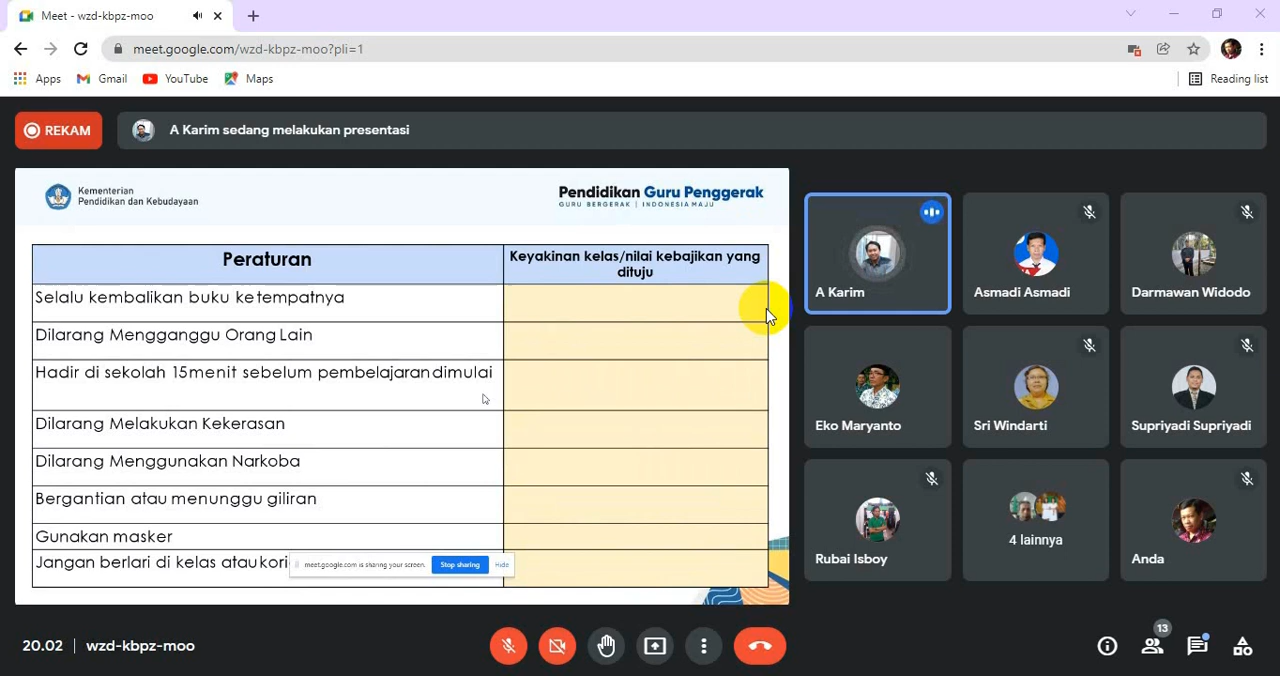 Meet - wzd-kbpz-moo
meet.google.com/wzd-kbpz-moo?pli=1
Apps Gmail YouTube Maps Reading list
REKAM
A Karim sedang melakukan presentasi
Kementerian
Pendidikan dan Kebudayaan
Pendidikan Guru Penggerak
GURU BERGERAK | INDONESIA MAJU
Peraturan
Keyakinan kelas/nilai kebajikan yang
dituju
Selalu kembalikan buku ke tempatnya
Dilarang Mengganggu Orang Lain
Hadir di sekolah 15 menit sebelum pembelajaran dimulai
Dilarang Melakukan Kekerasan
Dilarang Menggunakan Narkoba
Bergantian atau menunggu giliran
Gunakan masker
Jangan berlari di kelas atau kori
meet.google.com is sharing your screen. Stop sharing Hide
A Karim
Asmadi Asmadi
Darmawan Widodo
Eko Maryanto
Sri Windarti
Supriyadi Supriyadi
Rubai Isboy
4 lainnya
Anda
20.02 | wzd-kbpz-moo
13